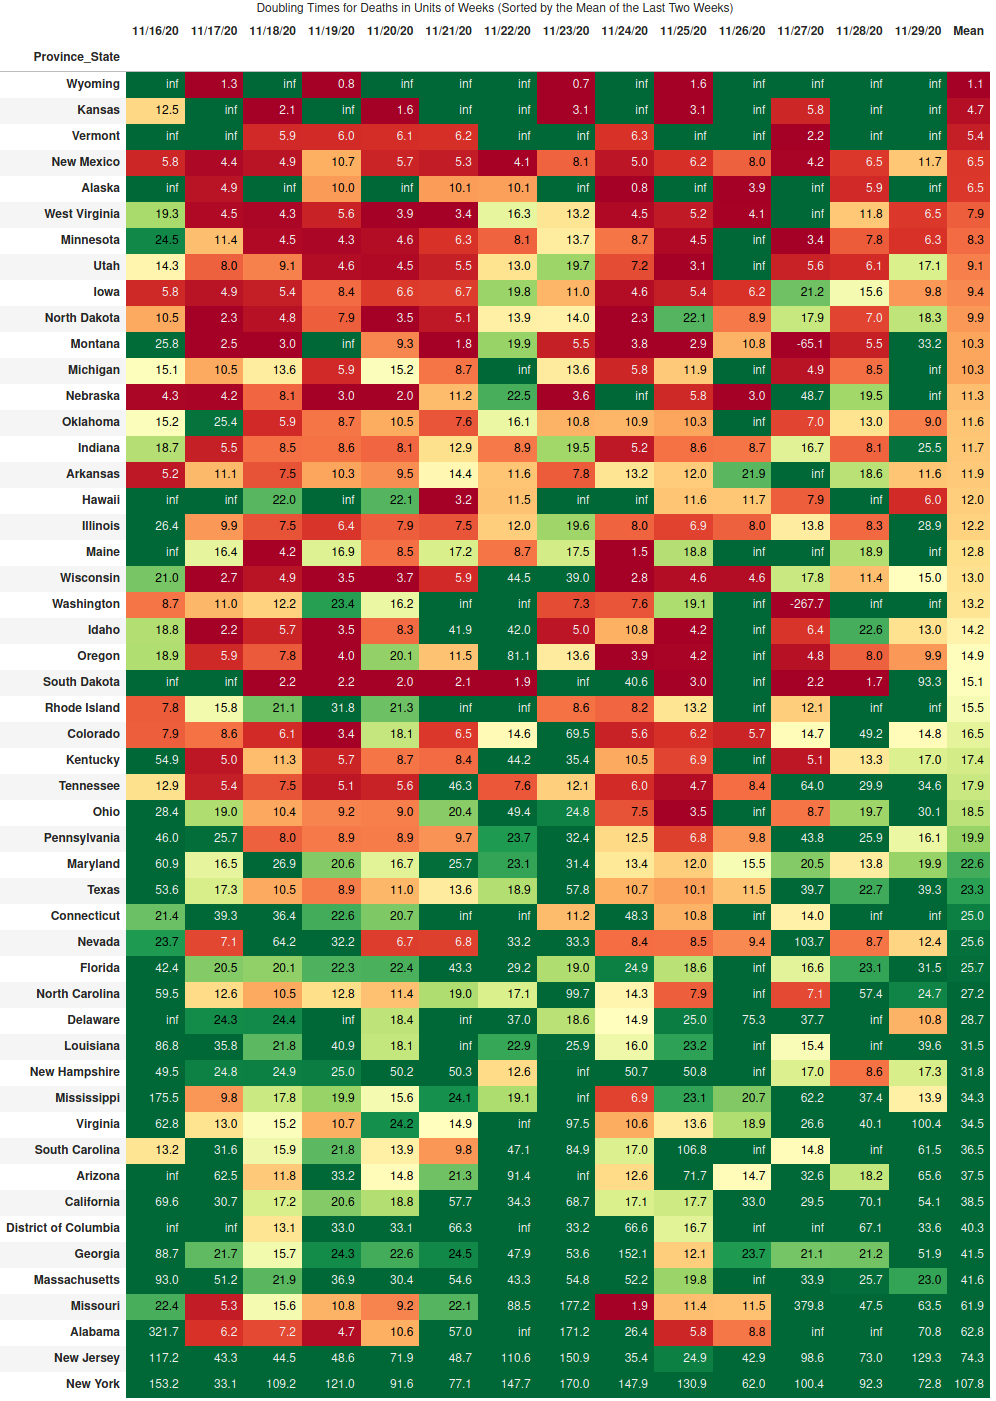 Doubling Times for Deaths in Units of Weeks (Sorted by the Mean of the Last Two Weeks)
11/16/20 11/17/20 11/18/20 11/19/20 11/20/20 11/21/20 11/22/20 11/23/20 11/24/20 11/25/20 11/26/20 11/27/20 11/28/20 11/29/20 Mean
Province_State
Wyoming inf 1.3 inf 0.8 inf inf inf 0.7 inf 1.6 inf inf inf inf 1.1
Kansas 12.5 inf 2.1 inf 1.6 inf inf 3.1 inf 3.1 inf 5.8 inf inf 4.7
Vermont inf inf 5.9 6.0 6.1 6.2 inf inf 6.3 inf inf 2.2 inf inf 5.4
New Mexico 5.8 4.4 4.9 10.7 5.7 5.3 4.1 8.1 5.0 6.2 8.0 4.2 6.5 11.7 6.5
Alaska inf 4.9 inf 10.0 inf 10.1 10.1 inf 0.8 inf 3.9 inf 5.9 inf 6.5
West Virginia 19.3 4.5 4.3 5.6 3.9 3.4 16.3 13.2 4.5 5.2 4.1 inf 11.8 6.5 7.9
Minnesota 24.5 11.4 4.5 4.3 4.6 6.3 8.1 13.7 8.7 4.5 inf 3.4 7.8 6.3 8.3
Utah 14.3 8.0 9.1 4.6 4.5 5.5 13.0 19.7 7.2 3.1 inf 5.6 6.1 17.1 9.1
Iowa 5.8 4.9 5.4 8.4 6.6 6.7 19.8 11.0 4.6 5.4 6.2 21.2 15.6 9.8 9.4
North Dakota 10.5 2.3 4.8 7.9 3.5 5.1 13.9 14.0 2.3 22.1 8.9 17.9 7.0 18.3 9.9
Montana 25.8 2.5 3.0 inf 9.3 1.8 19.9 5.5 3.8 2.9 10.8 -65.1 5.5 33.2 10.3
Michigan 15.1 10.5 13.6 5.9 15.2 8.7 inf 13.6 5.8 11.9 inf 4.9 8.5 inf 10.3
Nebraska 4.3 4.2 8.1 3.0 2.0 11.2 22.5 3.6 inf 5.8 3.0 48.7 19.5 inf 11.3
Oklahoma 15.2 25.4 5.9 8.7 10.5 7.6 16.1 10.8 10.9 10.3 inf 7.0 13.0 9.0 11.6
Indiana 18.7 5.5 8.5 8.6 8.1 12.9 8.9 19.5 5.2 8.6 8.7 16.7 8.1 25.5 11.7
Arkansas 5.2 11.1 7.5 10.3 9.5 14.4 11.6 7.8 13.2 12.0 21.9 inf 18.6 11.6 11.9
Hawaii inf inf 22.0 inf 22.1 3.2 11.5 inf inf 11.6 11.7 7.9 inf 6.0 12.0
Illinois 26.4 9.9 7.5 6.4 7.9 7.5 12.0 19.6 8.0 6.9 8.0 13.8 8.3 28.9 12.2
Maine inf 16.4 4.2 16.9 8.5 17.2 8.7 17.5 1.5 18.8 inf inf 18.9 inf 12.8
Wisconsin 21.0 2.7 4.9 3.5 3.7 5.9 44.5 39.0 2.8 4.6 4.6 17.8 11.4 15.0 13.0
Washington 8.7 11.0 12.2 23.4 16.2 inf inf 7.3 7.6 19.1 inf -267.7 inf inf 13.2
Idaho 18.8 2.2 5.7 3.5 8.3 41.9 42.0 5.0 10.8 4.2 inf 6.4 22.6 13.0 14.2
Oregon 18.9 5.9 7.8 4.0 20.1 11.5 81.1 13.6 3.9 4.2 inf 4.8 8.0 9.9 14.9
South Dakota inf inf 2.2 2.2 2.0 2.1 1.9 inf 40.6 3.0 inf 2.2 1.7 93.3 15.1
Rhode Island 7.8 15.8 21.1 31.8 21.3 inf inf 8.6 8.2 13.2 inf 12.1 inf inf 15.5
Colorado 7.9 8.6 6.1 3.4 18.1 6.5 14.6 69.5 5.6 6.2 5.7 14.7 49.2 14.8 16.5
Kentucky 54.9 5.0 11.3 5.7 8.7 8.4 44.2 35.4 10.5 6.9 inf 5.1 13.3 17.0 17.4
Tennessee 12.9 5.4 7.5 5.1 5.6 46.3 7.6 12.1 6.0 4.7 8.4 64.0 29.9 34.6 17.9
Ohio 28.4 19.0 10.4 9.2 9.0 20.4 49.4 24.8 7.5 3.5 inf 8.7 19.7 30.1 18.5
Pennsylvania 46.0 25.7 8.0 8.9 8.9 9.7 23.7 32.4 12.5 6.8 9.8 43.8 25.9 16.1 19.9
Maryland 60.9 16.5 26.9 20.6 16.7 25.7 23.1 31.4 13.4 12.0 15.5 20.5 13.8 19.9 22.6
Texas 53.6 17.3 10.5 8.9 11.0 13.6 18.9 57.8 10.7 10.1 11.5 39.7 22.7 39.3 23.3
Connecticut 21.4 39.3 36.4 22.6 20.7 inf inf 11.2 48.3 10.8 inf 14.0 inf inf 25.0
Nevada 23.7 7.1 64.2 32.2 6.7 6.8 33.2 33.3 8.4 8.5 9.4 103.7 8.7 12.4 25.6
Florida 42.4 20.5 20.1 22.3 22.4 43.3 29.2 19.0 24.9 18.6 inf 16.6 23.1 31.5 25.7
North Carolina 59.5 12.6 10.5 12.8 11.4 19.0 17.1 99.7 14.3 7.9 inf 7.1 57.4 24.7 27.2
Delaware inf 24.3 24.4 inf 18.4 inf 37.0 18.6 14.9 25.0 75.3 37.7 inf 10.8 28.7
Louisiana 86.8 35.8 21.8 40.9 18.1 inf 22.9 25.9 16.0 23.2 inf 15.4 inf 39.6 31.5
New Hampshire 49.5 24.8 24.9 25.0 50.2 50.3 12.6 inf 50.7 50.8 inf 17.0 8.6 17.3 31.8
Mississippi 175.5 9.8 17.8 19.9 15.6 24.1 19.1 inf 6.9 23.1 20.7 62.2 37.4 13.9 34.3
Virginia 62.8 13.0 15.2 10.7 24.2 14.9 inf 97.5 10.6 13.6 18.9 26.6 40.1 100.4 34.5
South Carolina 13.2 31.6 15.9 21.8 13.9 9.8 47.1 84.9 17.0 106.8 inf 14.8 inf 61.5 36.5
Arizona inf 62.5 11.8 33.2 14.8 21.3 91.4 inf 12.6 71.7 14.7 32.6 18.2 65.6 37.5
California 69.6 30.7 17.2 20.6 18.8 57.7 34.3 68.7 17.1 17.7 33.0 29.5 70.1 54.1 38.5
District of Columbia inf inf 13.1 33.0 33.1 66.3 inf 33.2 66.6 16.7 inf inf 67.1 33.6 40.3
Georgia 88.7 21.7 15.7 24.3 22.6 24.5 47.9 53.6 152.1 12.1 23.7 21.1 21.2 51.9 41.5
Massachusetts 93.0 51.2 21.9 36.9 30.4 54.6 43.3 54.8 52.2 19.8 inf 33.9 25.7 23.0 41.6
Missouri 22.4 5.3 15.6 10.8 9.2 22.1 88.5 177.2 1.9 11.4 11.5 379.8 47.5 63.5 61.9
Alabama 321.7 6.2 7.2 4.7 10.6 57.0 inf 171.2 26.4 5.8 8.8 inf inf 70.8 62.8
New Jersey 117.2 43.3 44.5 48.6 71.9 48.7 110.6 150.9 35.4 24.9 42.9 98.6 73.0 129.3 74.3
New York 153.2 33.1 109.2 121.0 91.6 77.1 147.7 170.0 147.9 130.9 62.0 100.4 92.3 72.8 107.8